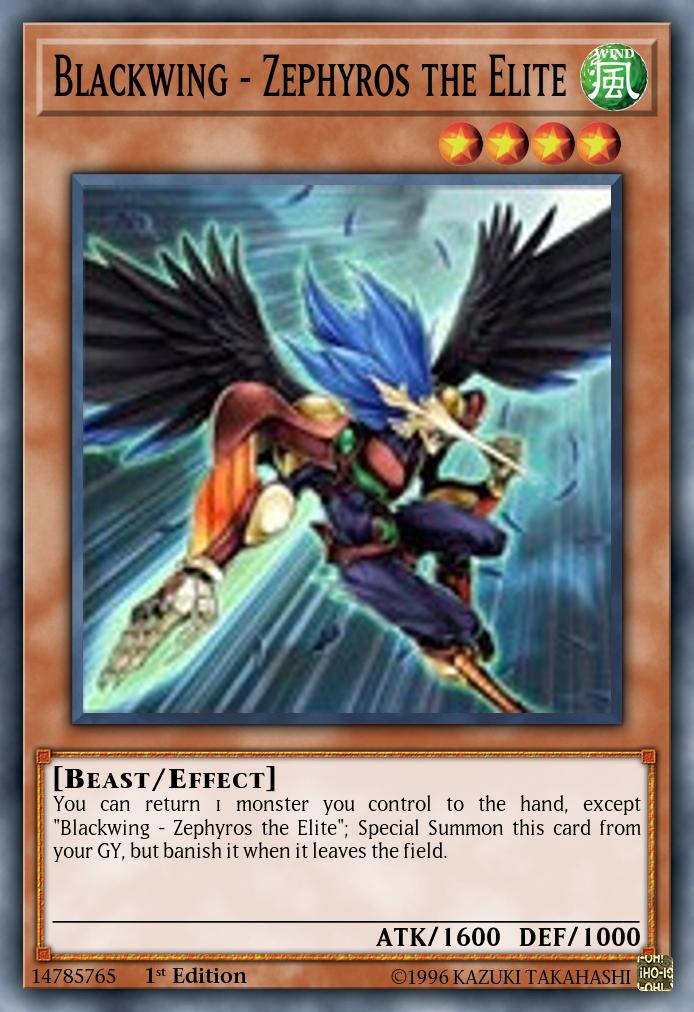 Blackwing - Zephyros the Elite
WIND
風
[Beast/Effect]
You can return 1 monster you control to the hand, except
"Blackwing - Zephyros the Elite"; Special Summon this card from
your GY, but banish it when it leaves the field.
ATK/1600 DEF/1000
14785765 1st Edition ©1996 KAZUKI TAKAHASHI